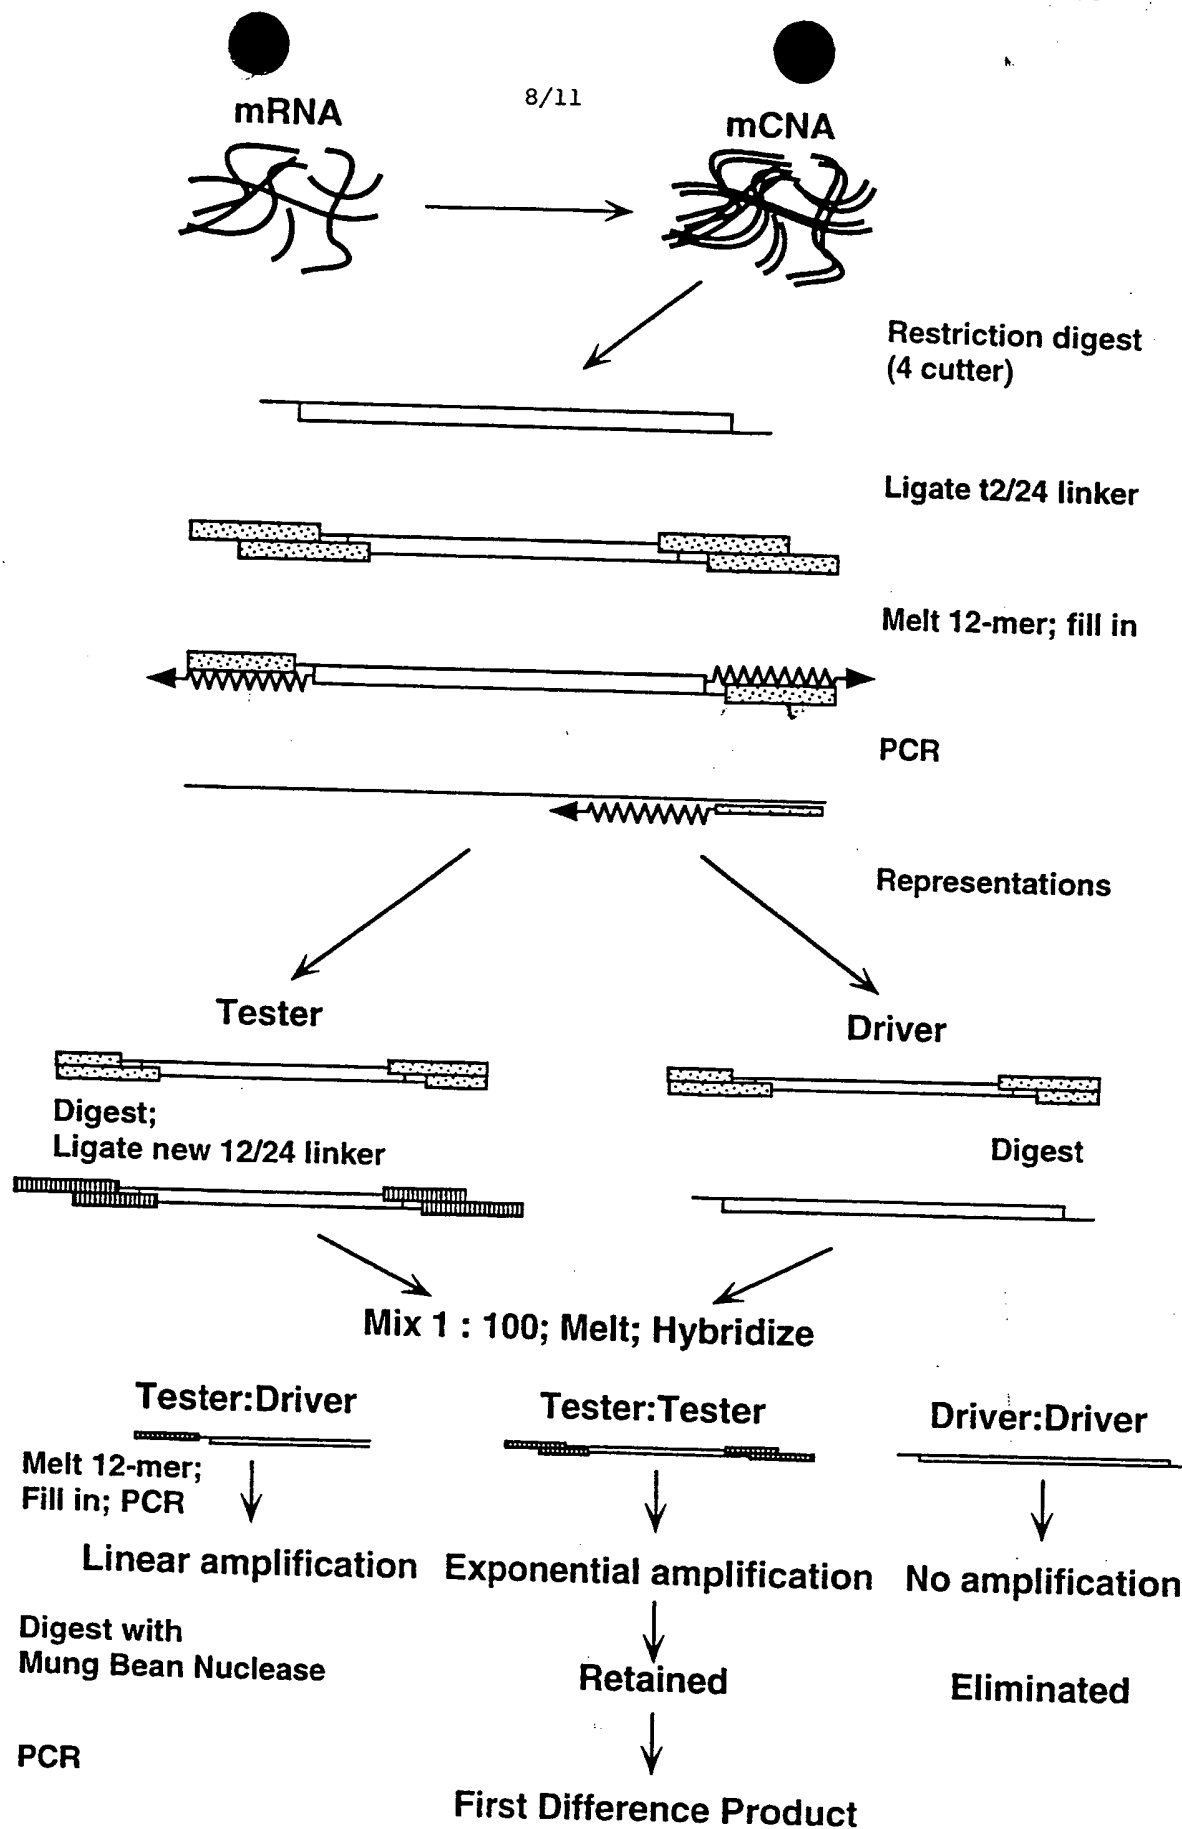 8/11
mRNA
mCNA
Restriction digest
(4 cutter)
Ligate t2/24 linker
Melt 12-mer; fill in
PCR
Representations
Tester
Driver
Digest;
Ligate new 12/24 linker
Digest
Mix 1 : 100; Melt; Hybridize
Tester:Driver
Tester:Tester
Driver:Driver
Melt 12-mer;
Fill in; PCR
Linear amplification
Exponential amplification
No amplification
Digest with
Mung Bean Nuclease
Retained
Eliminated
PCR
First Difference Product